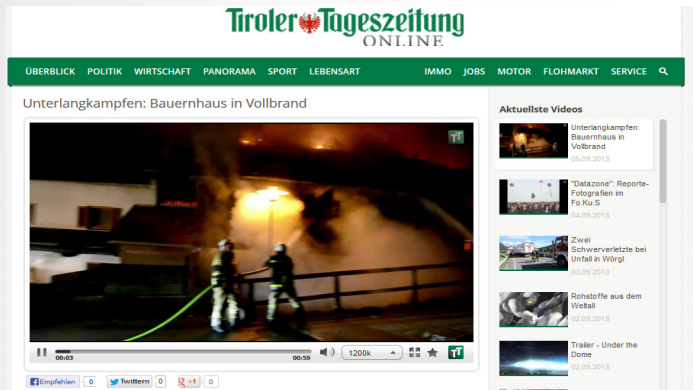 Tiroler Tageszeitung
ONLINE
ÜBERBLICK POLITIK WIRTSCHAFT PANORAMA SPORT LEBENSART IMMO JOBS MOTOR FLOHMARKT SERVICE
Unterlangkampfen: Bauernhaus in Vollbrand
TT
00:03 00:59
1200k
TT
Empfehlen 0 Twittern 0 +1 0
Aktuellste Videos
Unterlangkampfen:
Bauernhaus in
Vollbrand
05.09.2013
"Datazone": Reporte-
Fotografien im
Fo.Ku.S
04.09.2013
Zwei
Schwerverletzte bei
Unfall in Wörgl
03.09.2013
Rohstoffe aus dem
Weltall
02.09.2013
Trailer - Under the
Dome
02.09.2013